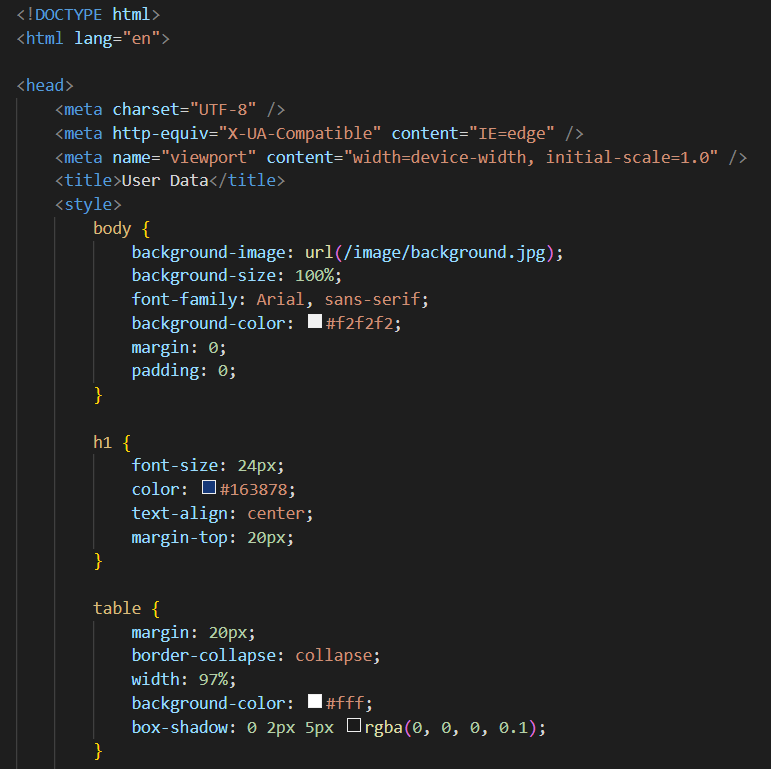 <!DOCTYPE html>
<html lang="en">
<head>
<meta charset="UTF-8" />
<meta http-equiv="X-UA-Compatible" content="IE=edge" />
<meta name="viewport" content="width=device-width, initial-scale=1.0" />
<title>User Data</title>
<style>
body {
background-image: url(/image/background.jpg);
background-size: 100%;
font-family: Arial, sans-serif;
background-color: #f2f2f2;
margin: 0;
padding: 0;
}
h1 {
font-size: 24px;
color: #163878;
text-align: center;
margin-top: 20px;
}
table {
margin: 20px;
border-collapse: collapse;
width: 97%;
background-color: #fff;
box-shadow: 0 2px 5px rgba(0, 0, 0, 0.1);
}